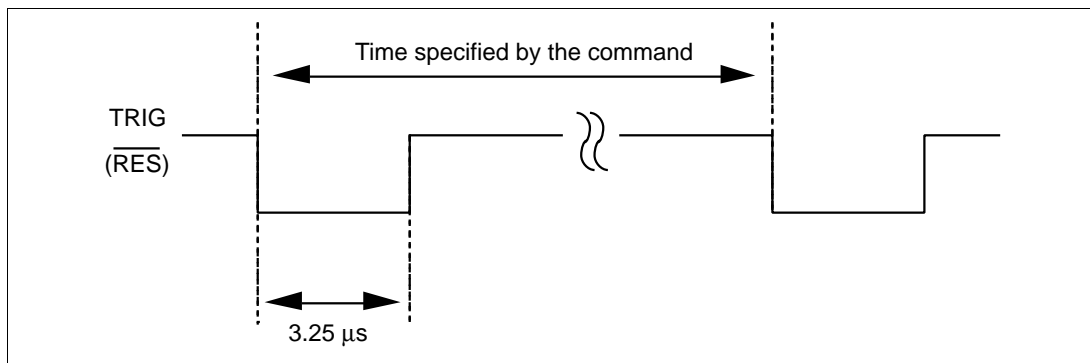 Time specified by the command
TRIG
(RES)
3.25 μs